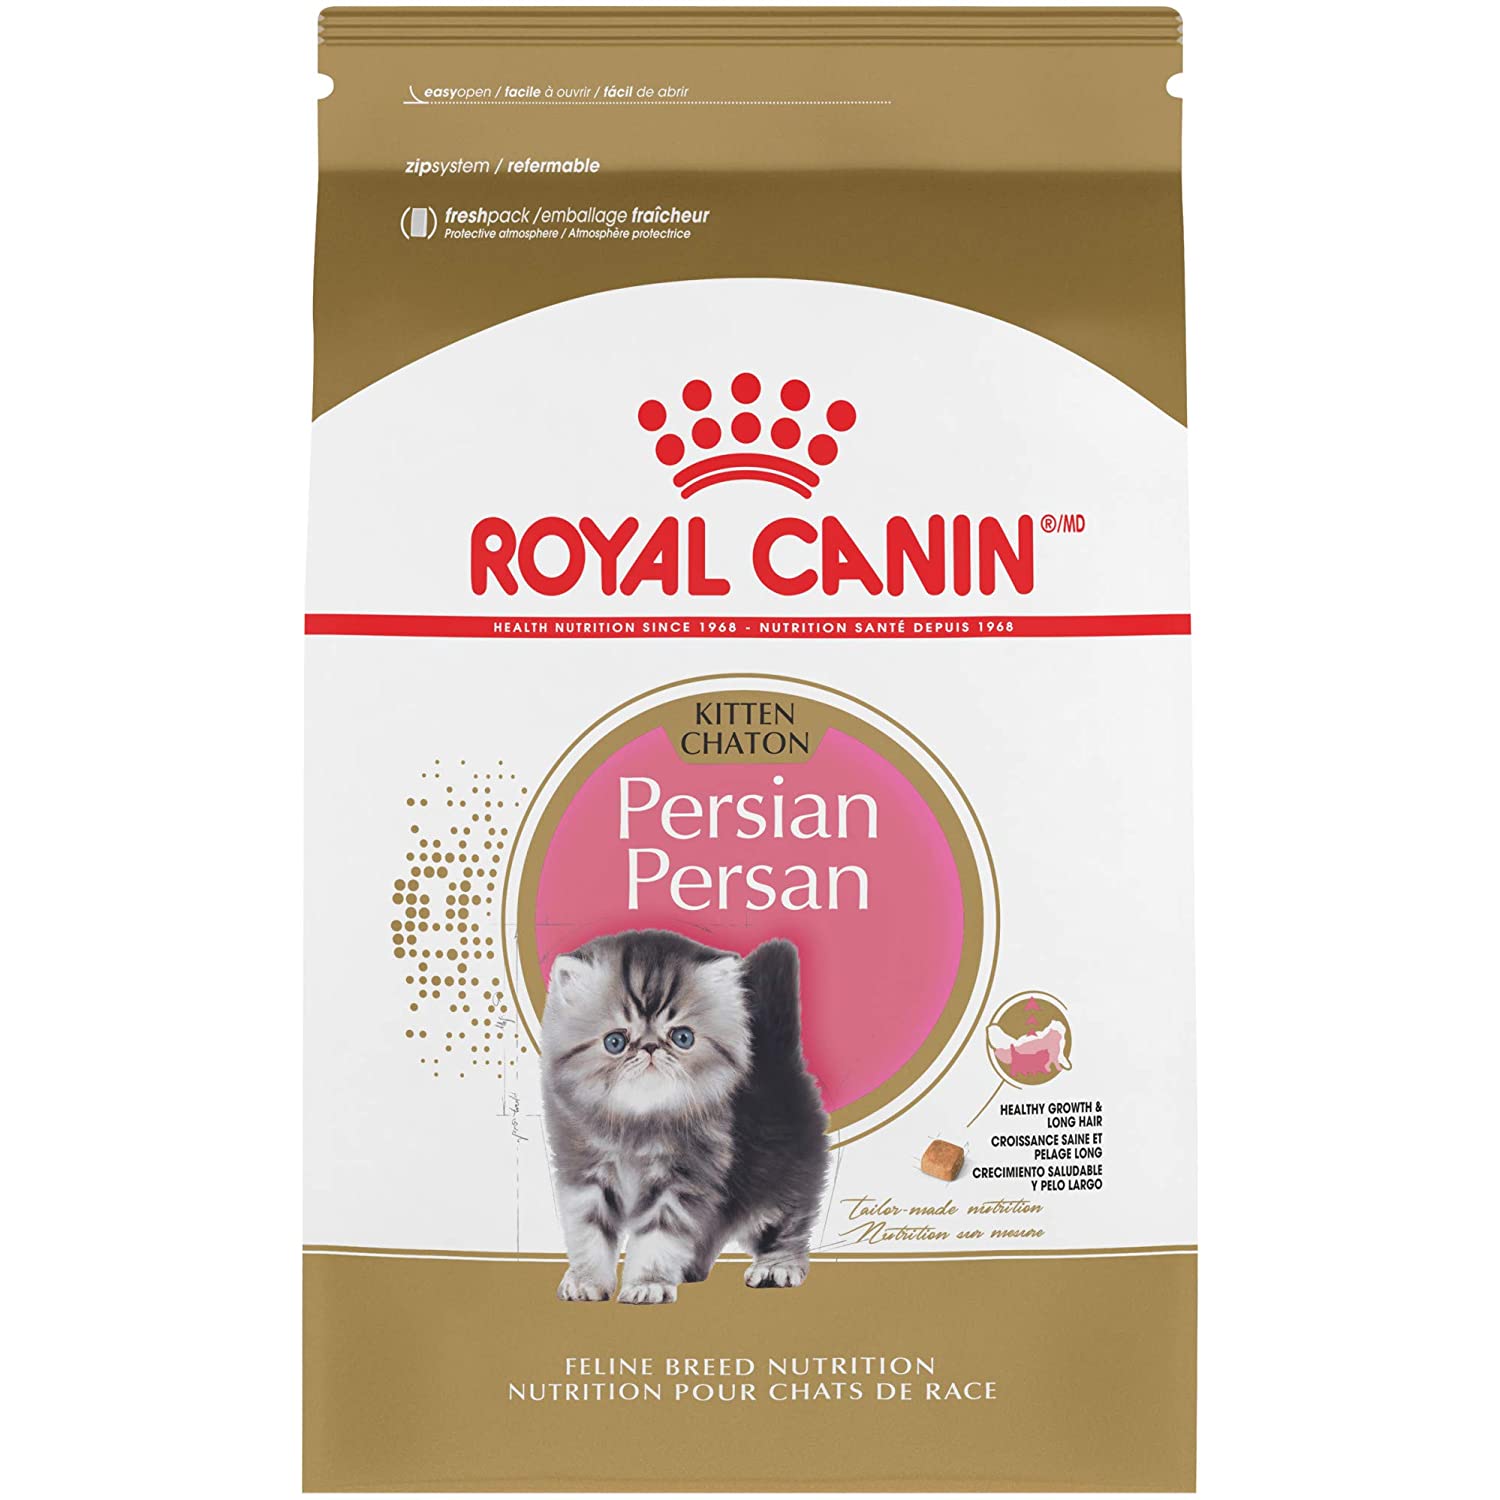 easyopen / facile à ouvrir / fácil de abrir
zipsystem / refermable
freshpack /emballage fraîcheur
Protective atmosphere / Atmosphère protectrice
ROYAL CANIN®/MD
HEALTH NUTRITION SINCE 1968 - NUTRITION SANTÉ DEPUIS 1968
KITTEN
CHATON
Persian
Persan
HEALTHY GROWTH &
LONG HAIR
CROISSANCE SAINE ET
PELAGE LONG
CRECIMIENTO SALUDABLE
Y PELO LARGO
Tailor-made nutrition
Nutrition sur mesure
FELINE BREED NUTRITION
NUTRITION POUR CHATS DE RACE